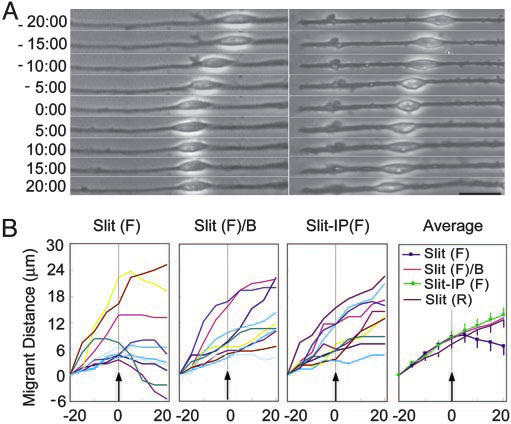 A
- 20:00
- 15:00
- 10:00
- 5:00
0:00
5:00
10:00
15:00
20:00
B
Slit (F) Slit (F)/B Slit-IP(F) Average
Migrant Distance (µm)
30
24
18
12
6
0
-6
Slit (F)
Slit (F)/B
Slit-IP (F)
Slit (R)
-20 0 20 -20 0 20 -20 0 20 -20 0 20